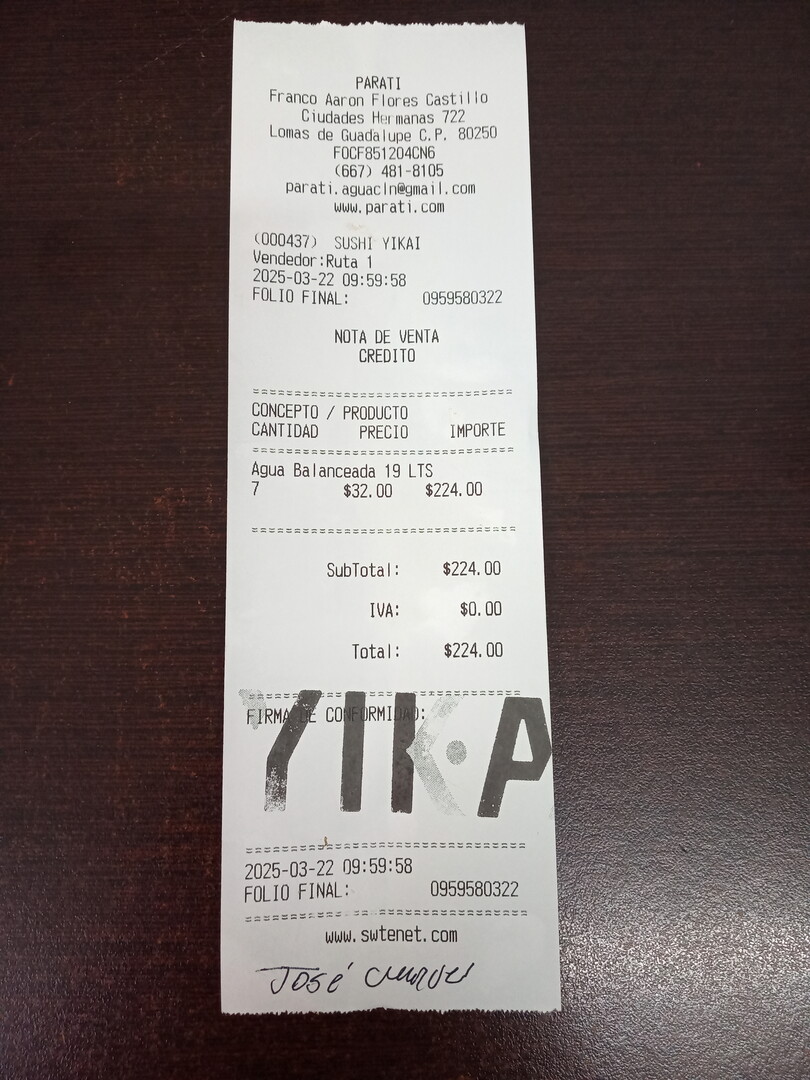 PARATI
Franco Aaron Flores Castillo
Ciudades Hermanas 722
Lomas de Guadalupe C.P. 80250
FOCF851204CN6
(667) 481-8105
parati.aguacln@gmail.com
www.parati.com
(000437) SUSHI YIKAI
Vendedor:Ruta 1
2025-03-22 09:59:58
FOLIO FINAL: 0959580322
NOTA DE VENTA
CREDITO
CONCEPTO / PRODUCTO
CANTIDAD PRECIO IMPORTE
Agua Balanceada 19 LTS
7 $32.00 $224.00
SubTotal: $224.00
IVA: $0.00
Total: $224.00
FIRMA DE CONFORMIDAD:
YIKA
2025-03-22 09:59:58
FOLIO FINAL: 0959580322
www.swtenet.com
José